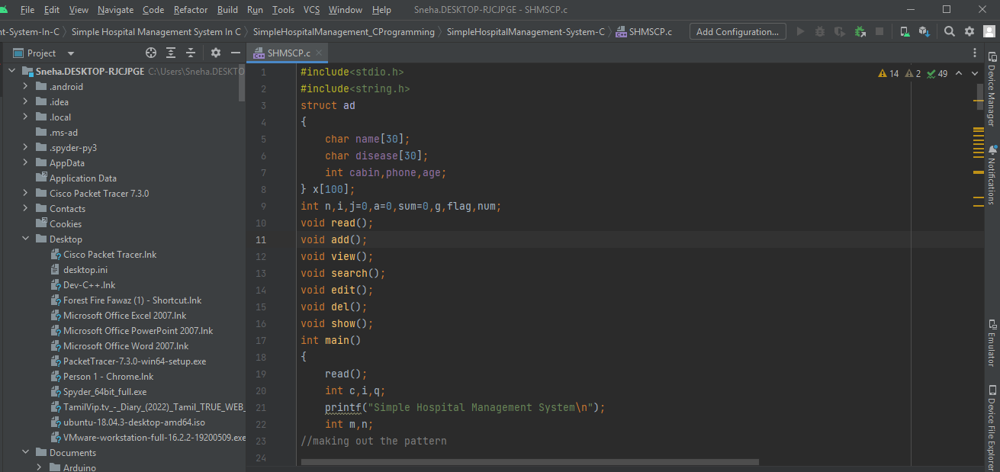 File Edit View Navigate Code Refactor Build Run Tools VCS Window Help Sneha.DESKTOP-RJCJPGE - SHMSCP.c
nt-System-In-C Simple Hospital Management System In C SimpleHospitalManagement_CProgramming SimpleHospitalManagement-System-C SHMSCP.c Add Configuration...
Project
Sneha.DESKTOP-RJCJPGE C:\Users\Sneha.DESKTO
.android
.idea
.local
.ms-ad
.spyder-py3
AppData
Application Data
Cisco Packet Tracer 7.3.0
Contacts
Cookies
Desktop
Cisco Packet Tracer.lnk
desktop.ini
Dev-C++.lnk
Forest Fire Fawaz (1) - Shortcut.lnk
Microsoft Office Excel 2007.lnk
Microsoft Office PowerPoint 2007.lnk
Microsoft Office Word 2007.lnk
PacketTracer-7.3.0-win64-setup.exe
Person 1 - Chrome.lnk
Spyder_64bit_full.exe
TamilVip.tv_-_Diary_(2022)_Tamil_TRUE_WEB_
ubuntu-18.04.3-desktop-amd64.iso
VMware-workstation-full-16.2.2-19200509.exe
Documents
Arduino
SHMSCP.c
14 2 49
1 #include<stdio.h>
2 #include<string.h>
3 struct ad
4 {
5 char name[30];
6 char disease[30];
7 int cabin,phone,age;
8 } x[100];
9 int n,i,j=0,a=0,sum=0,g,flag,num;
10 void read();
11 void add();
12 void view();
13 void search();
14 void edit();
15 void del();
16 void show();
17 int main()
18 {
19 read();
20 int c,i,q;
21 printf("Simple Hospital Management System\n");
22 int m,n;
23 //making out the pattern
24
Device Manager
Notifications
Emulator
Device File Explorer